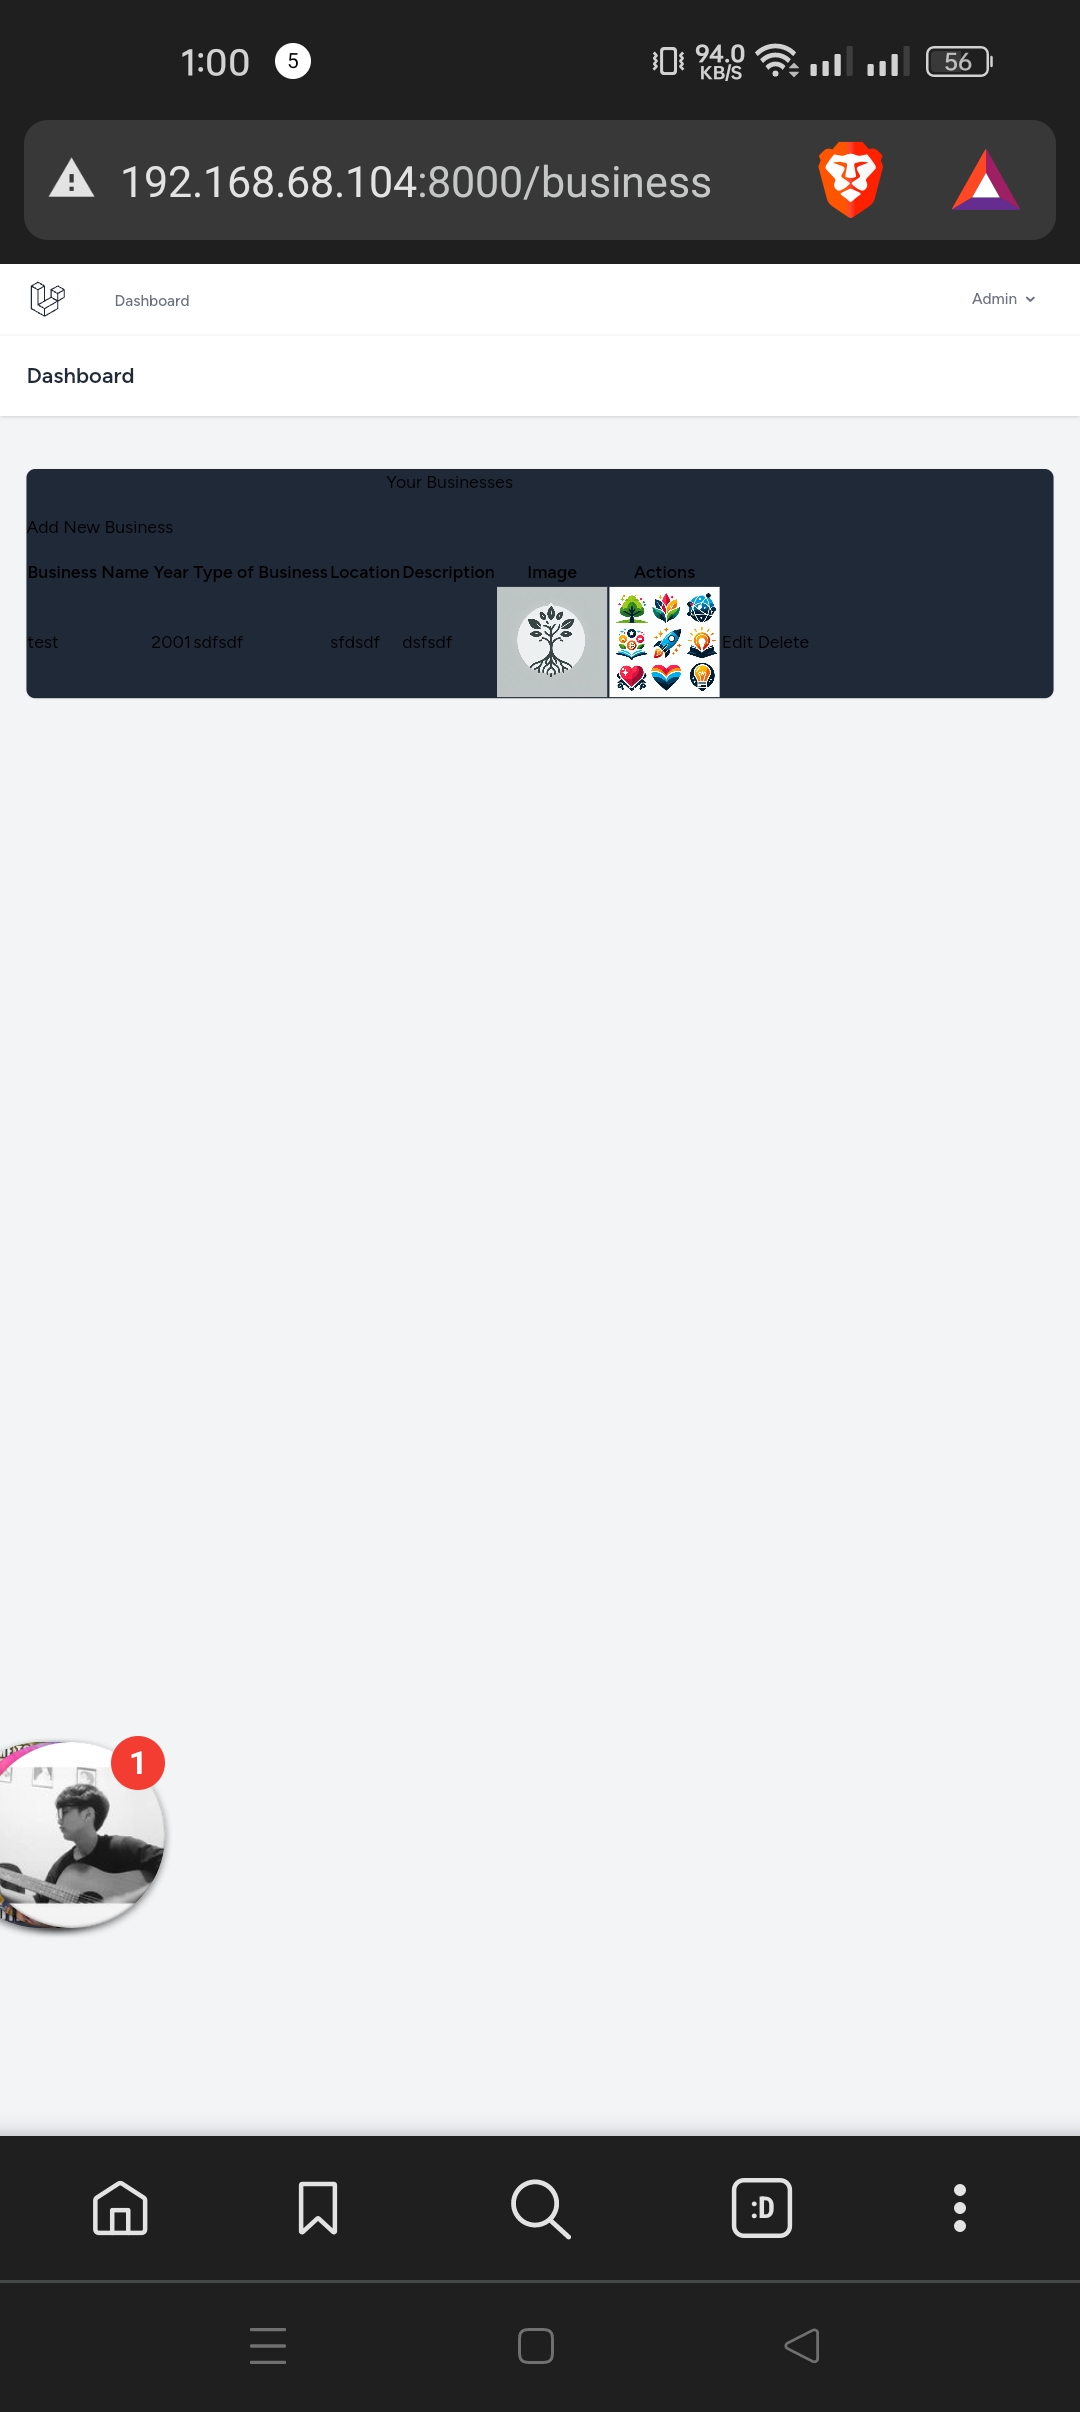 1:00 5 94.0 KB/S 56
192.168.68.104:8000/business
Dashboard Admin
Dashboard
Your Businesses
Add New Business
Business Name Year Type of Business Location Description Image Actions
test 2001 sdfsdf sfdsdf dsfsdf Edit Delete
1
:D